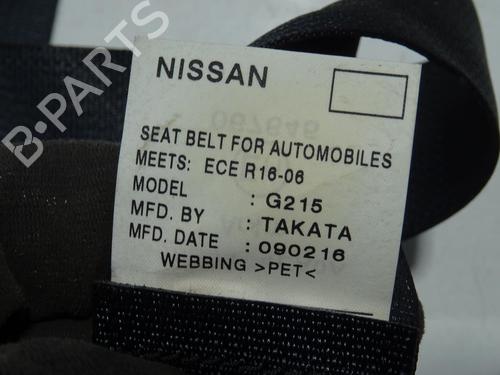 B-PARTS
NISSAN
SEAT BELT FOR AUTOMOBILES
MEETS: ECE R16-06
MODEL : G215
MFD. BY : TAKATA
MFD. DATE : 090216
WEBBING >PET<